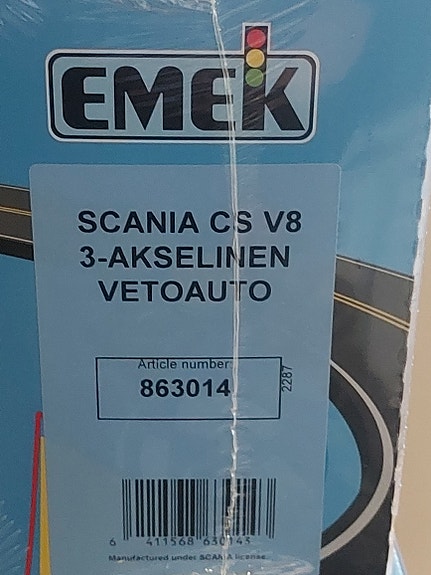 EMEK
SCANIA CS V8
3-AKSELINEN
VETOAUTO
Article number:
863014
2287
6 411568 630143
Manufactured under SCANIA license